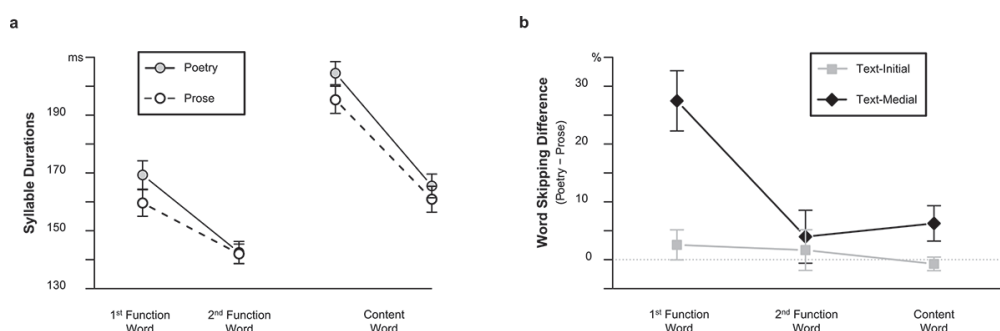 a
b
ms
Poetry
Prose
190
170
150
130
Syllable Durations
1st Function
Word
2nd Function
Word
Content
Word
%
Text-Initial
Text-Medial
30
20
10
0
Word Skipping Difference
(Poetry – Prose)
1st Function
Word
2nd Function
Word
Content
Word